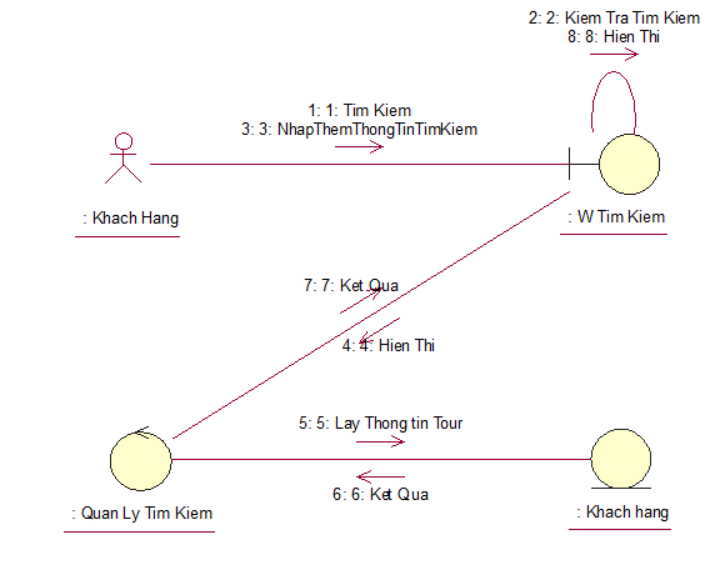 2: 2: Kiem Tra Tim Kiem
8: 8: Hien Thi
1: 1: Tim Kiem
3: 3: NhapThemThongTinTimKiem
: Khach Hang
: W Tim Kiem
7: 7: Ket Qua
4: 4: Hien Thi
5: 5: Lay Thong tin Tour
6: 6: Ket Qua
: Quan Ly Tim Kiem
: Khach hang